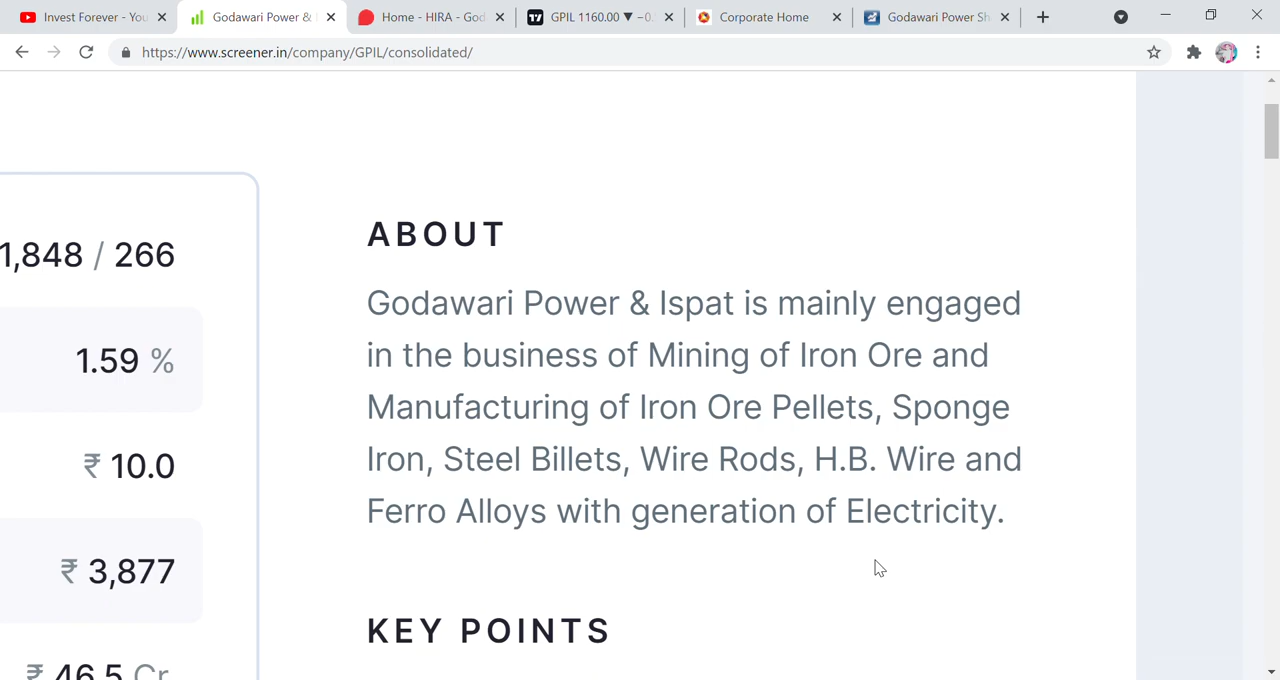 Invest Forever - You
Godawari Power & I
Home - HIRA - God
GPIL 1160.00 ▼ −0.
Corporate Home
Godawari Power Sh
https://www.screener.in/company/GPIL/consolidated/
ABOUT
1,848 / 266
Godawari Power & Ispat is mainly engaged
in the business of Mining of Iron Ore and
1.59 %
Manufacturing of Iron Ore Pellets, Sponge
Iron, Steel Billets, Wire Rods, H.B. Wire and
₹ 10.0
Ferro Alloys with generation of Electricity.
₹ 3,877
KEY POINTS
₹ 46.5 Cr.